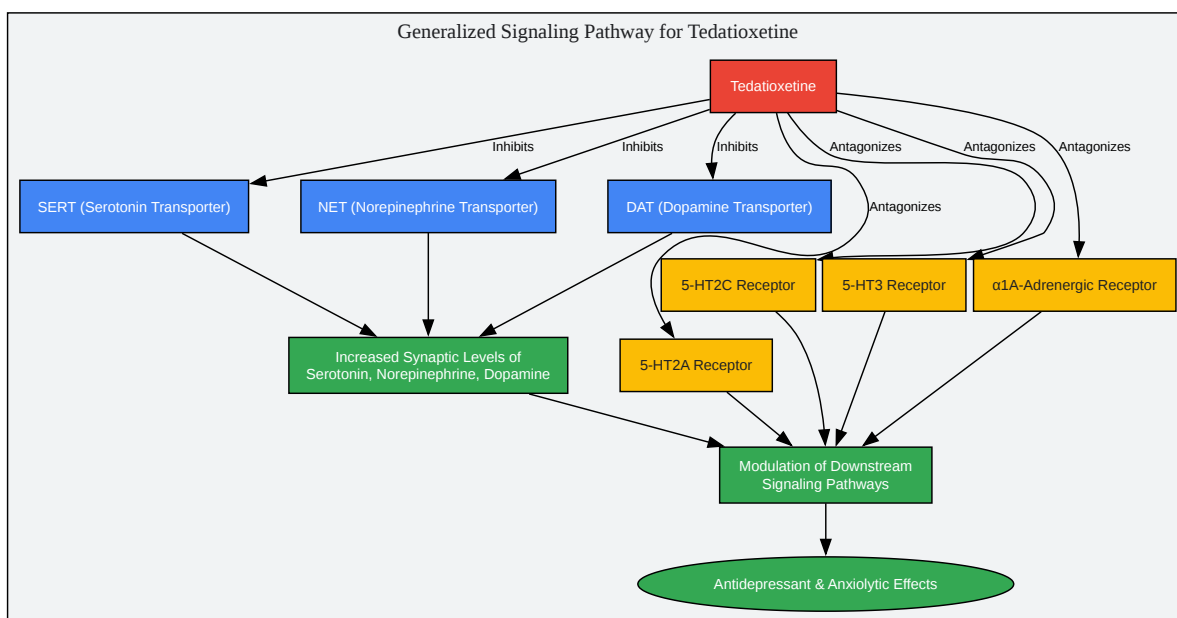 Generalized Signaling Pathway for Tedatioxetine
Tedatioxetine
Inhibits
Inhibits
Inhibits
Antagonizes
Antagonizes
Antagonizes
SERT (Serotonin Transporter)
NET (Norepinephrine Transporter)
DAT (Dopamine Transporter)
Antagonizes
5-HT2C Receptor
5-HT3 Receptor
α1A-Adrenergic Receptor
Increased Synaptic Levels of
Serotonin, Norepinephrine, Dopamine
5-HT2A Receptor
Modulation of Downstream
Signaling Pathways
Antidepressant & Anxiolytic Effects